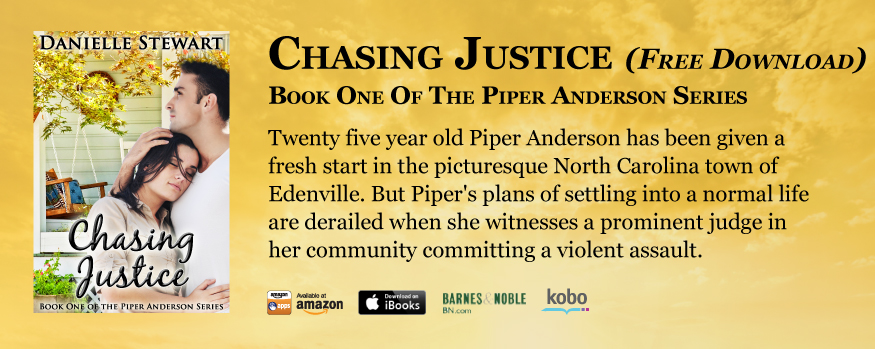 DANIELLE STEWART
Chasing
Justice
BOOK ONE OF THE PIPER ANDERSON SERIES
CHASING JUSTICE (FREE DOWNLOAD)
BOOK ONE OF THE PIPER ANDERSON SERIES
Twenty five year old Piper Anderson has been given a
fresh start in the picturesque North Carolina town of
Edenville. But Piper's plans of settling into a normal life
are derailed when she witnesses a prominent judge in
her community committing a violent assault.
amazon
apps
Available at
amazon
Download on
iBooks
BARNES & NOBLE
BN.com
kobo